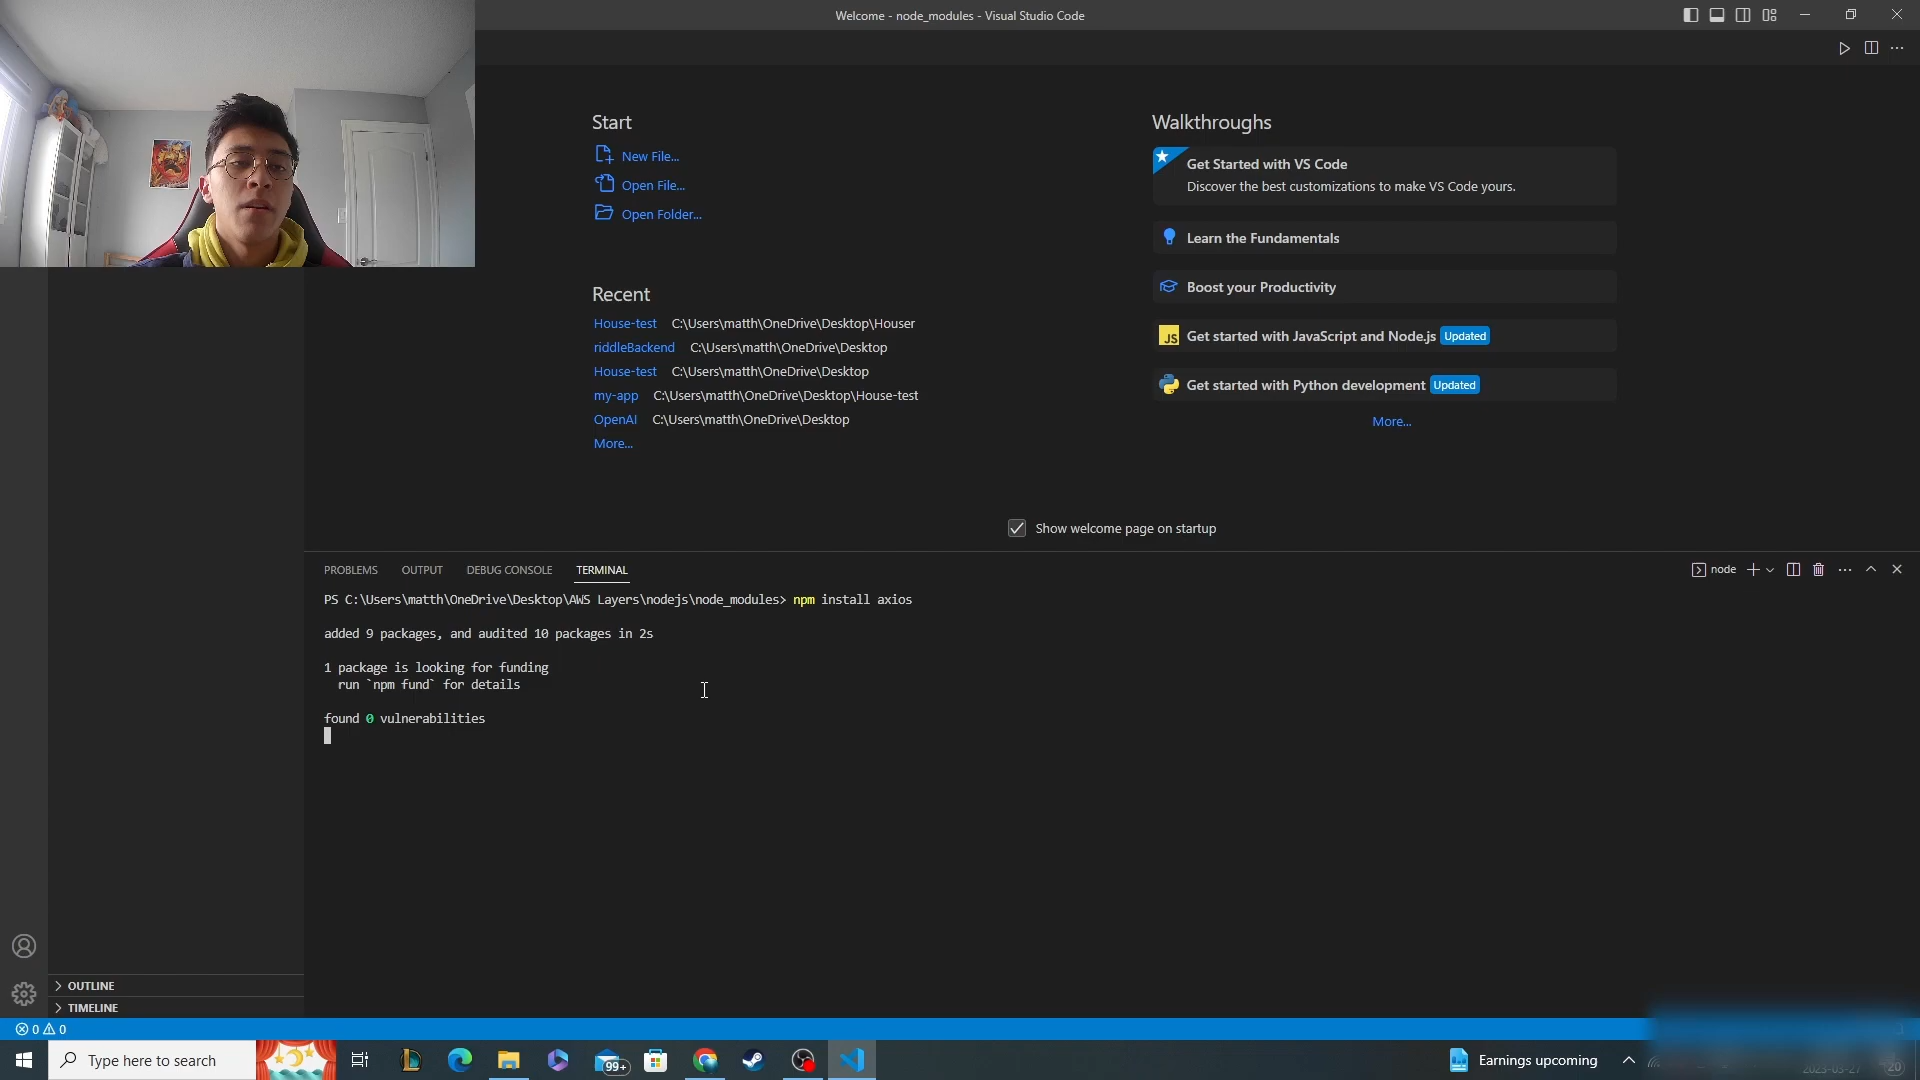 Welcome - node_modules - Visual Studio Code
Start
New File...
Open File...
Open Folder...
Recent
House-test C:\Users\matth\OneDrive\Desktop\Houser
riddleBackend C:\Users\matth\OneDrive\Desktop
House-test C:\Users\matth\OneDrive\Desktop
my-app C:\Users\matth\OneDrive\Desktop\House-test
OpenAI C:\Users\matth\OneDrive\Desktop
More...
Walkthroughs
Get Started with VS Code
Discover the best customizations to make VS Code yours.
Learn the Fundamentals
Boost your Productivity
JS Get started with JavaScript and Node.js Updated
Get started with Python development Updated
More...
Show welcome page on startup
PROBLEMS OUTPUT DEBUG CONSOLE TERMINAL
node
PS C:\Users\matth\OneDrive\Desktop\AWS Layers\nodejs\node_modules> npm install axios
added 9 packages, and audited 10 packages in 2s
1 package is looking for funding
run `npm fund` for details
found 0 vulnerabilities
OUTLINE
TIMELINE
0 0
Type here to search
99+
Earnings upcoming
2023-03-27
20